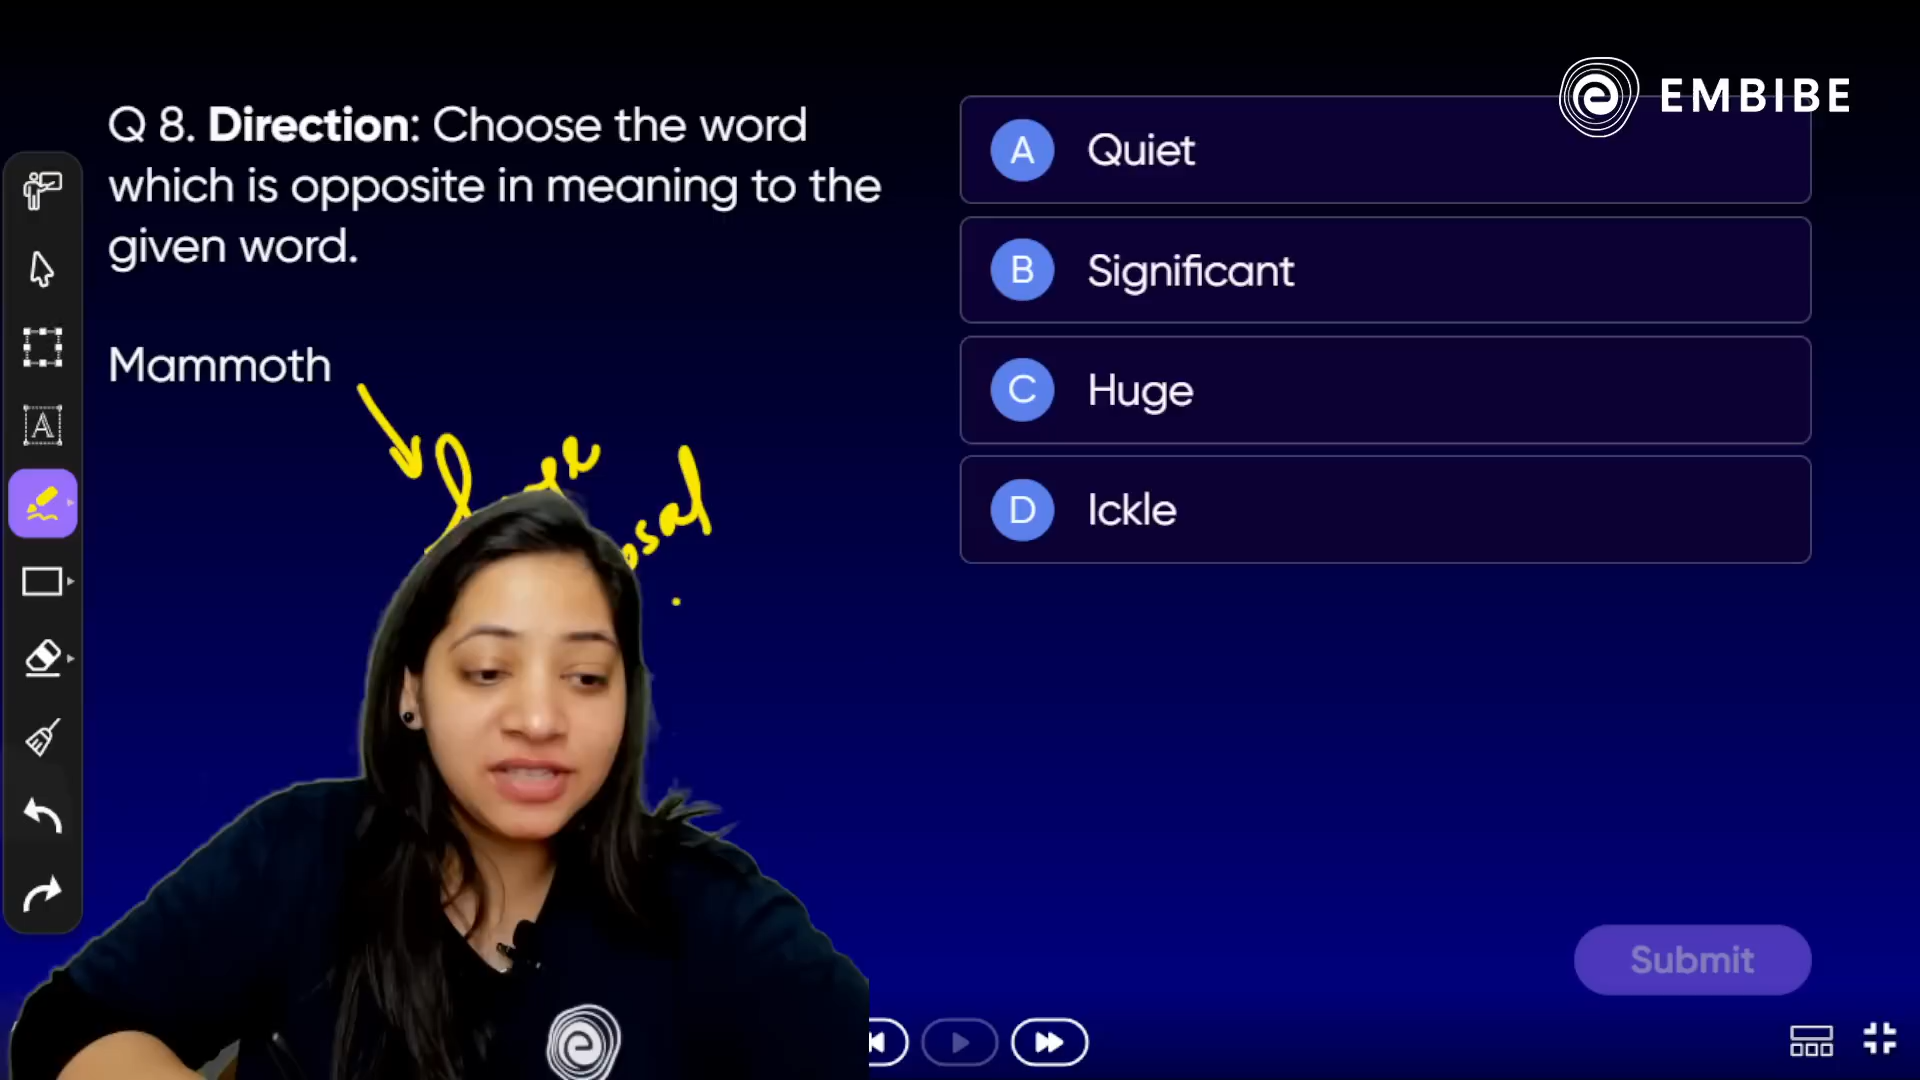 EMBIBE
Q 8. Direction: Choose the word
which is opposite in meaning to the
given word.
Mammoth
A Quiet
B Significant
C Huge
D Ickle
A
Submit